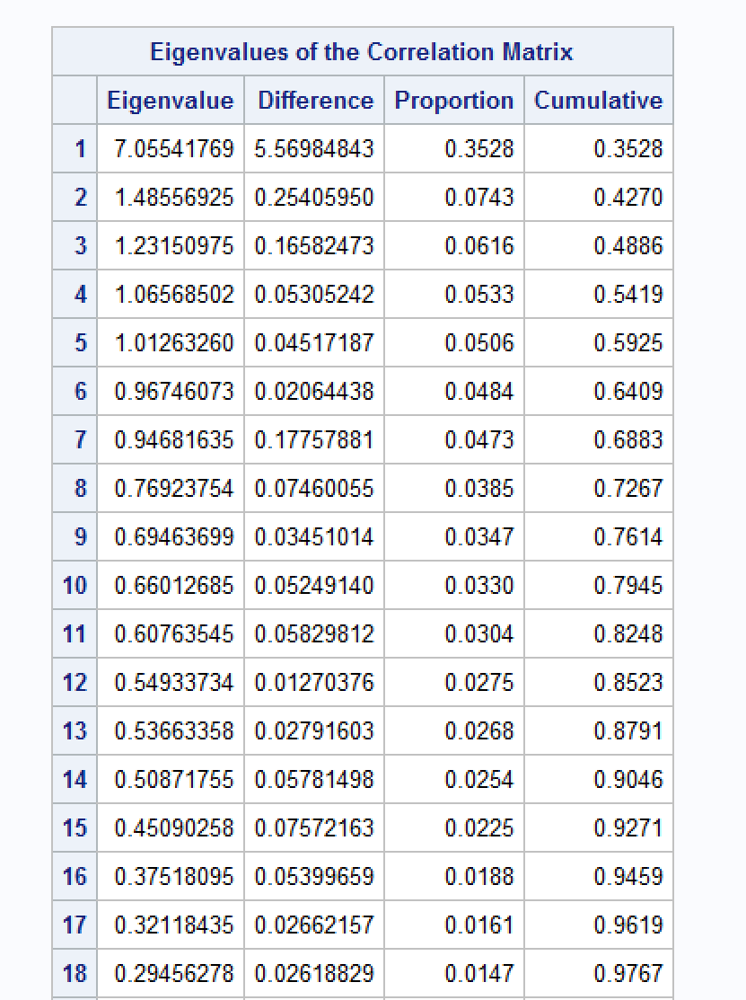 Eigenvalues of the Correlation Matrix
Eigenvalue Difference Proportion Cumulative
1 7.05541769 5.56984843 0.3528 0.3528
2 1.48556925 0.25405950 0.0743 0.4270
3 1.23150975 0.16582473 0.0616 0.4886
4 1.06568502 0.05305242 0.0533 0.5419
5 1.01263260 0.04517187 0.0506 0.5925
6 0.96746073 0.02064438 0.0484 0.6409
7 0.94681635 0.17757881 0.0473 0.6883
8 0.76923754 0.07460055 0.0385 0.7267
9 0.69463699 0.03451014 0.0347 0.7614
10 0.66012685 0.05249140 0.0330 0.7945
11 0.60763545 0.05829812 0.0304 0.8248
12 0.54933734 0.01270376 0.0275 0.8523
13 0.53663358 0.02791603 0.0268 0.8791
14 0.50871755 0.05781498 0.0254 0.9046
15 0.45090258 0.07572163 0.0225 0.9271
16 0.37518095 0.05399659 0.0188 0.9459
17 0.32118435 0.02662157 0.0161 0.9619
18 0.29456278 0.02618829 0.0147 0.9767